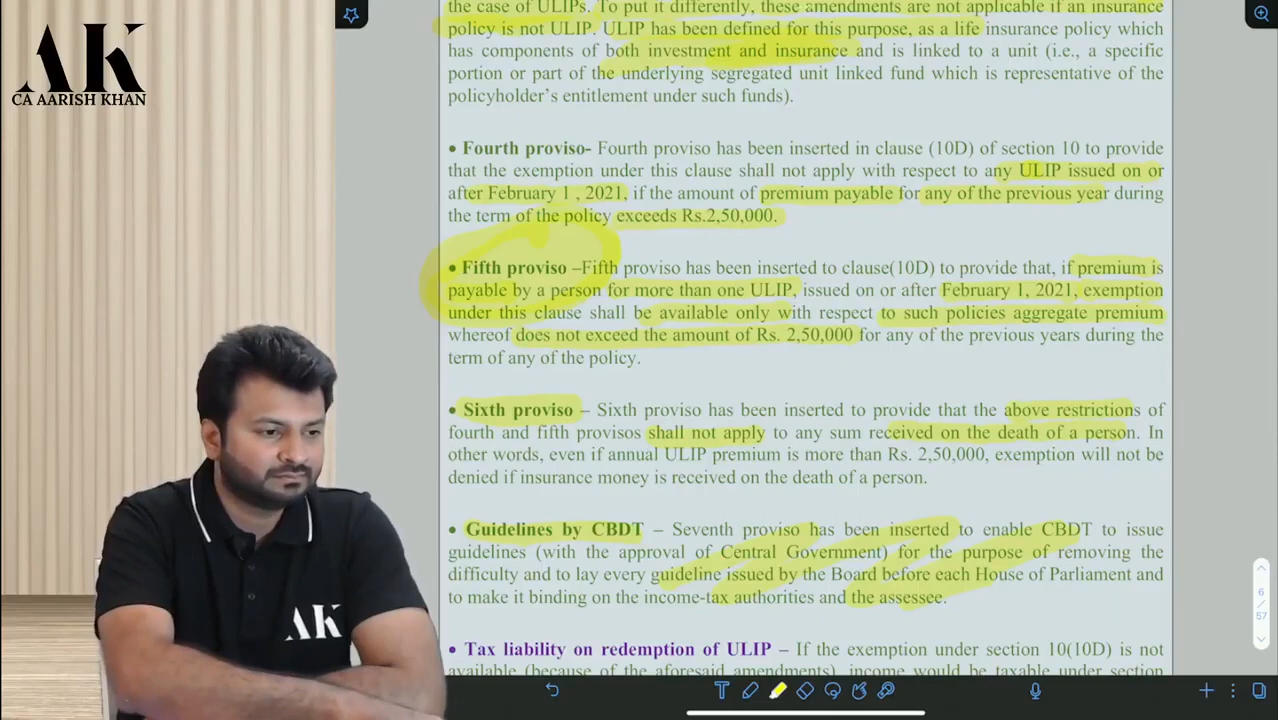 AK
CA AARISH KHAN
the case of ULIPs. To put it differently, these amendments are not applicable if an insurance
policy is not ULIP. ULIP has been defined for this purpose, as a life insurance policy which
has components of both investment and insurance and is linked to a unit (i.e., a specific
portion or part of the underlying segregated unit linked fund which is representative of the
policyholder's entitlement under such funds).
• Fourth proviso- Fourth proviso has been inserted in clause (10D) of section 10 to provide
that the exemption under this clause shall not apply with respect to any ULIP issued on or
after February 1 , 2021, if the amount of premium payable for any of the previous year during
the term of the policy exceeds Rs.2,50,000.
• Fifth proviso –Fifth proviso has been inserted to clause(10D) to provide that, if premium is
payable by a person for more than one ULIP, issued on or after February 1, 2021, exemption
under this clause shall be available only with respect to such policies aggregate premium
whereof does not exceed the amount of Rs. 2,50,000 for any of the previous years during the
term of any of the policy.
• Sixth proviso – Sixth proviso has been inserted to provide that the above restrictions of
fourth and fifth provisos shall not apply to any sum received on the death of a person. In
other words, even if annual ULIP premium is more than Rs. 2,50,000, exemption will not be
denied if insurance money is received on the death of a person.
• Guidelines by CBDT – Seventh proviso has been inserted to enable CBDT to issue
guidelines (with the approval of Central Government) for the purpose of removing the
difficulty and to lay every guideline issued by the Board before each House of Parliament and
to make it binding on the income-tax authorities and the assessee.
• Tax liability on redemption of ULIP – If the exemption under section 10(10D) is not
available (because of the aforesaid amendments), income would be taxable under section
AK
6
/
57
T